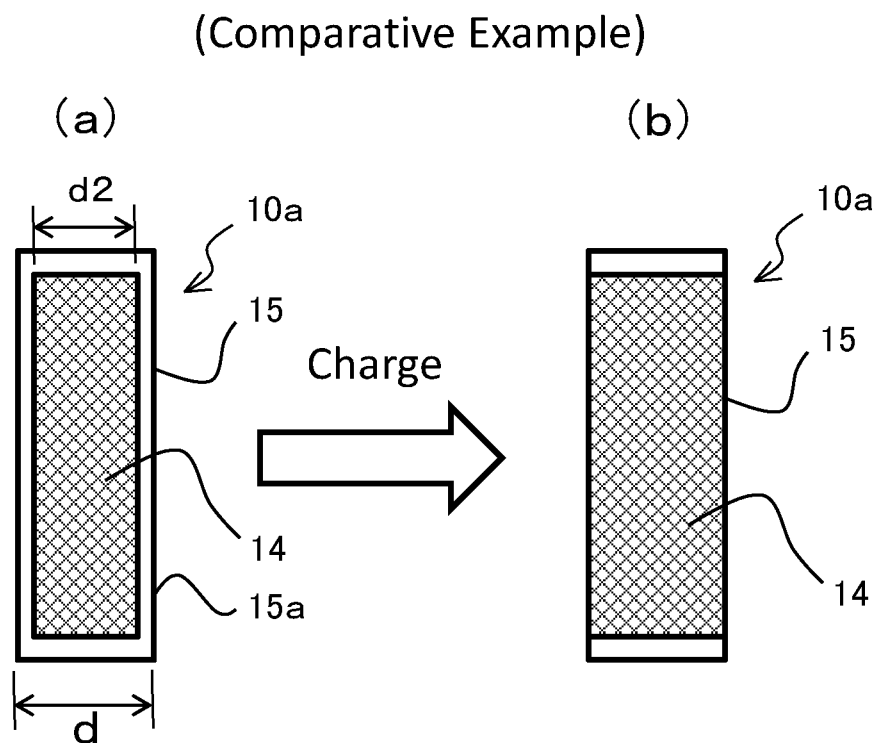 (Comparative Example)
(a)
(b)
d2
10a
10a
15
15
Charge
14
14
15a
d